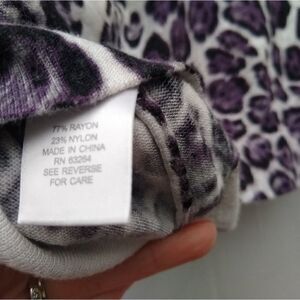 77% RAYON
23% NYLON
MADE IN CHINA
RN 63264
SEE REVERSE
FOR CARE